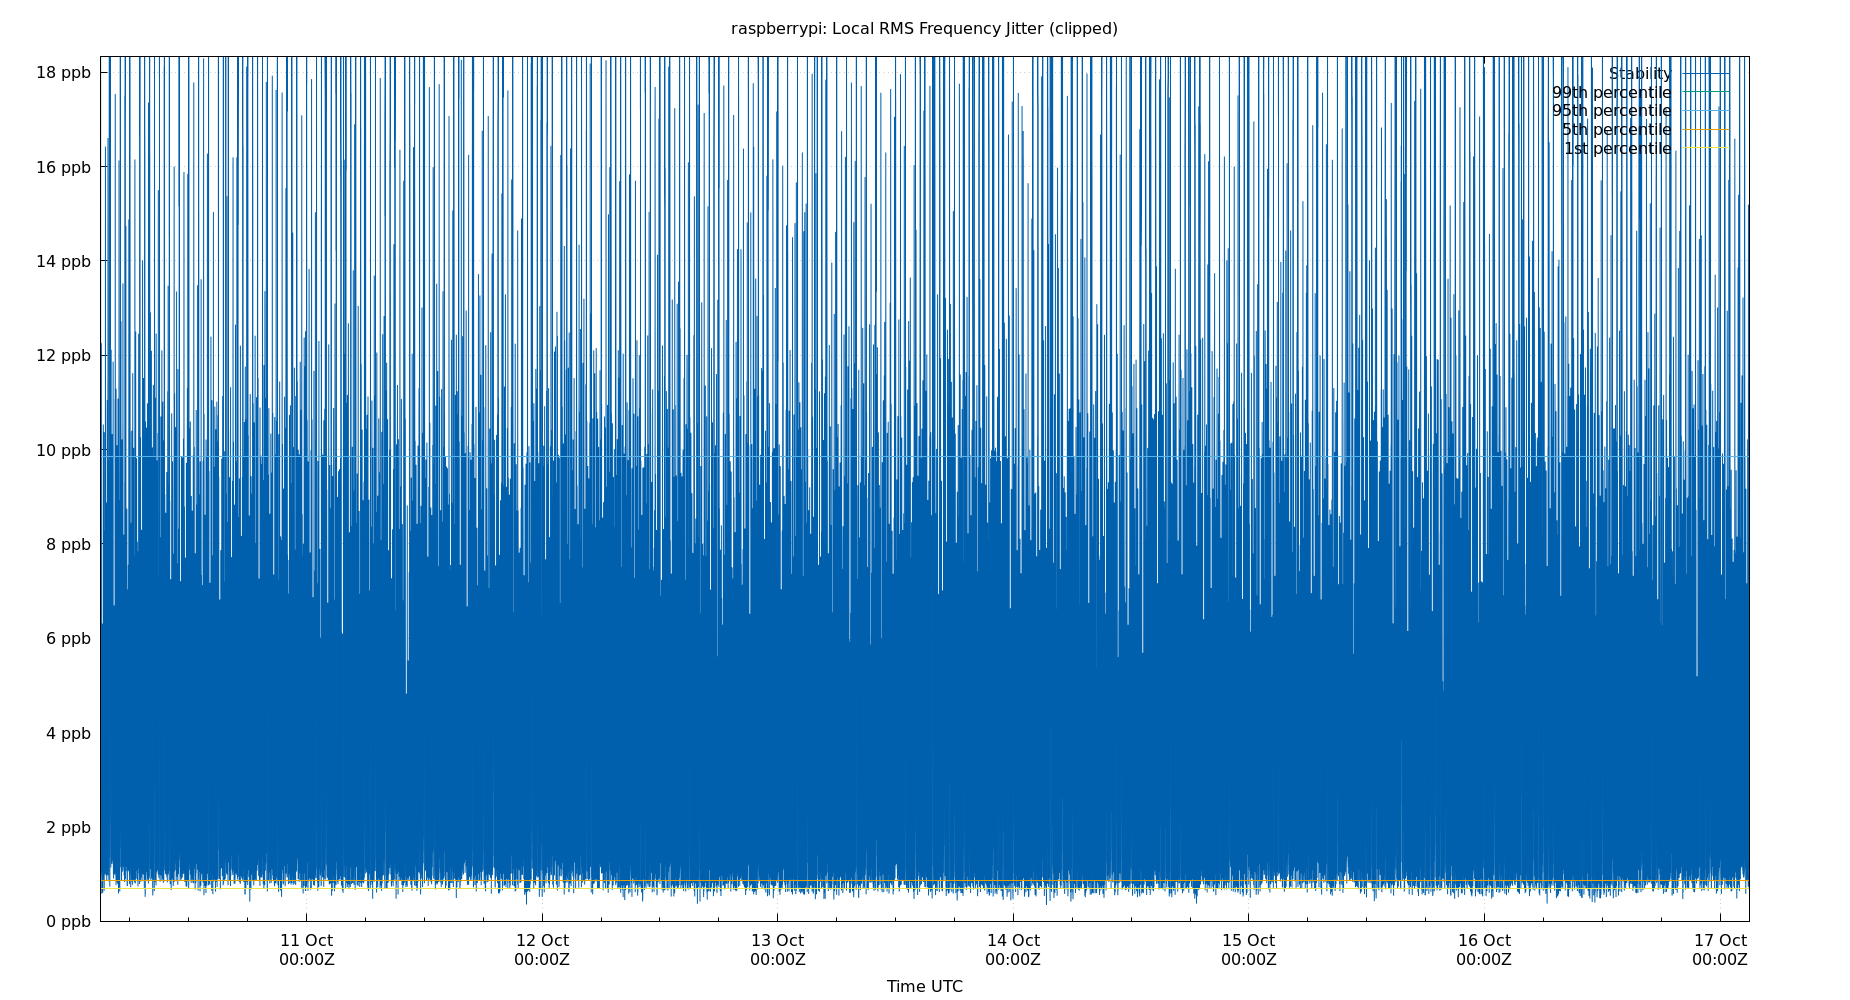 raspberrypi: Local RMS Frequency Jitter (clipped)
18 ppb
16 ppb
14 ppb
12 ppb
10 ppb
8 ppb
6 ppb
4 ppb
2 ppb
0 ppb
Stability
99th percentile
95th percentile
5th percentile
1st percentile
11 Oct
00:00Z
12 Oct
00:00Z
13 Oct
00:00Z
14 Oct
00:00Z
15 Oct
00:00Z
16 Oct
00:00Z
17 Oct
00:00Z
Time UTC